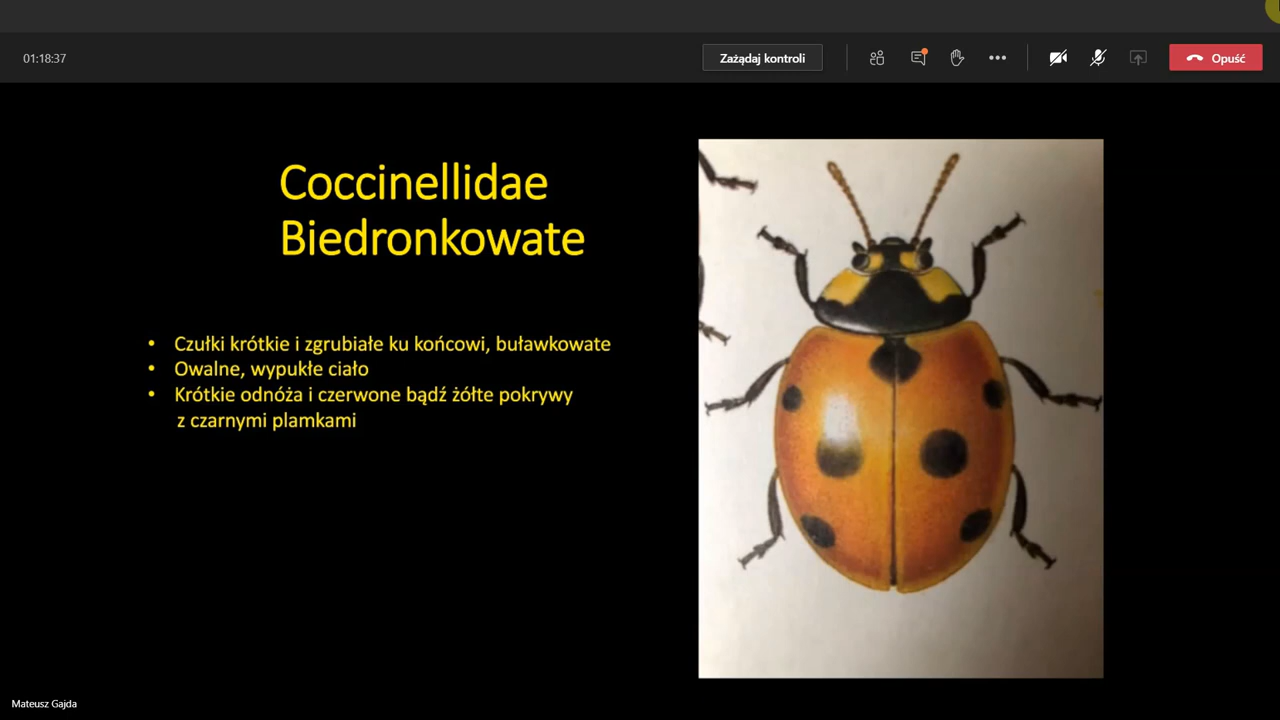 01:18:37
Zażądaj kontroli
Opuść
Coccinellidae
Biedronkowate
• Czułki krótkie i zgrubiałe ku końcowi, buławkowate
• Owalne, wypukłe ciało
• Krótkie odnóża i czerwone bądź żółte pokrywy
z czarnymi plamkami
Mateusz Gajda